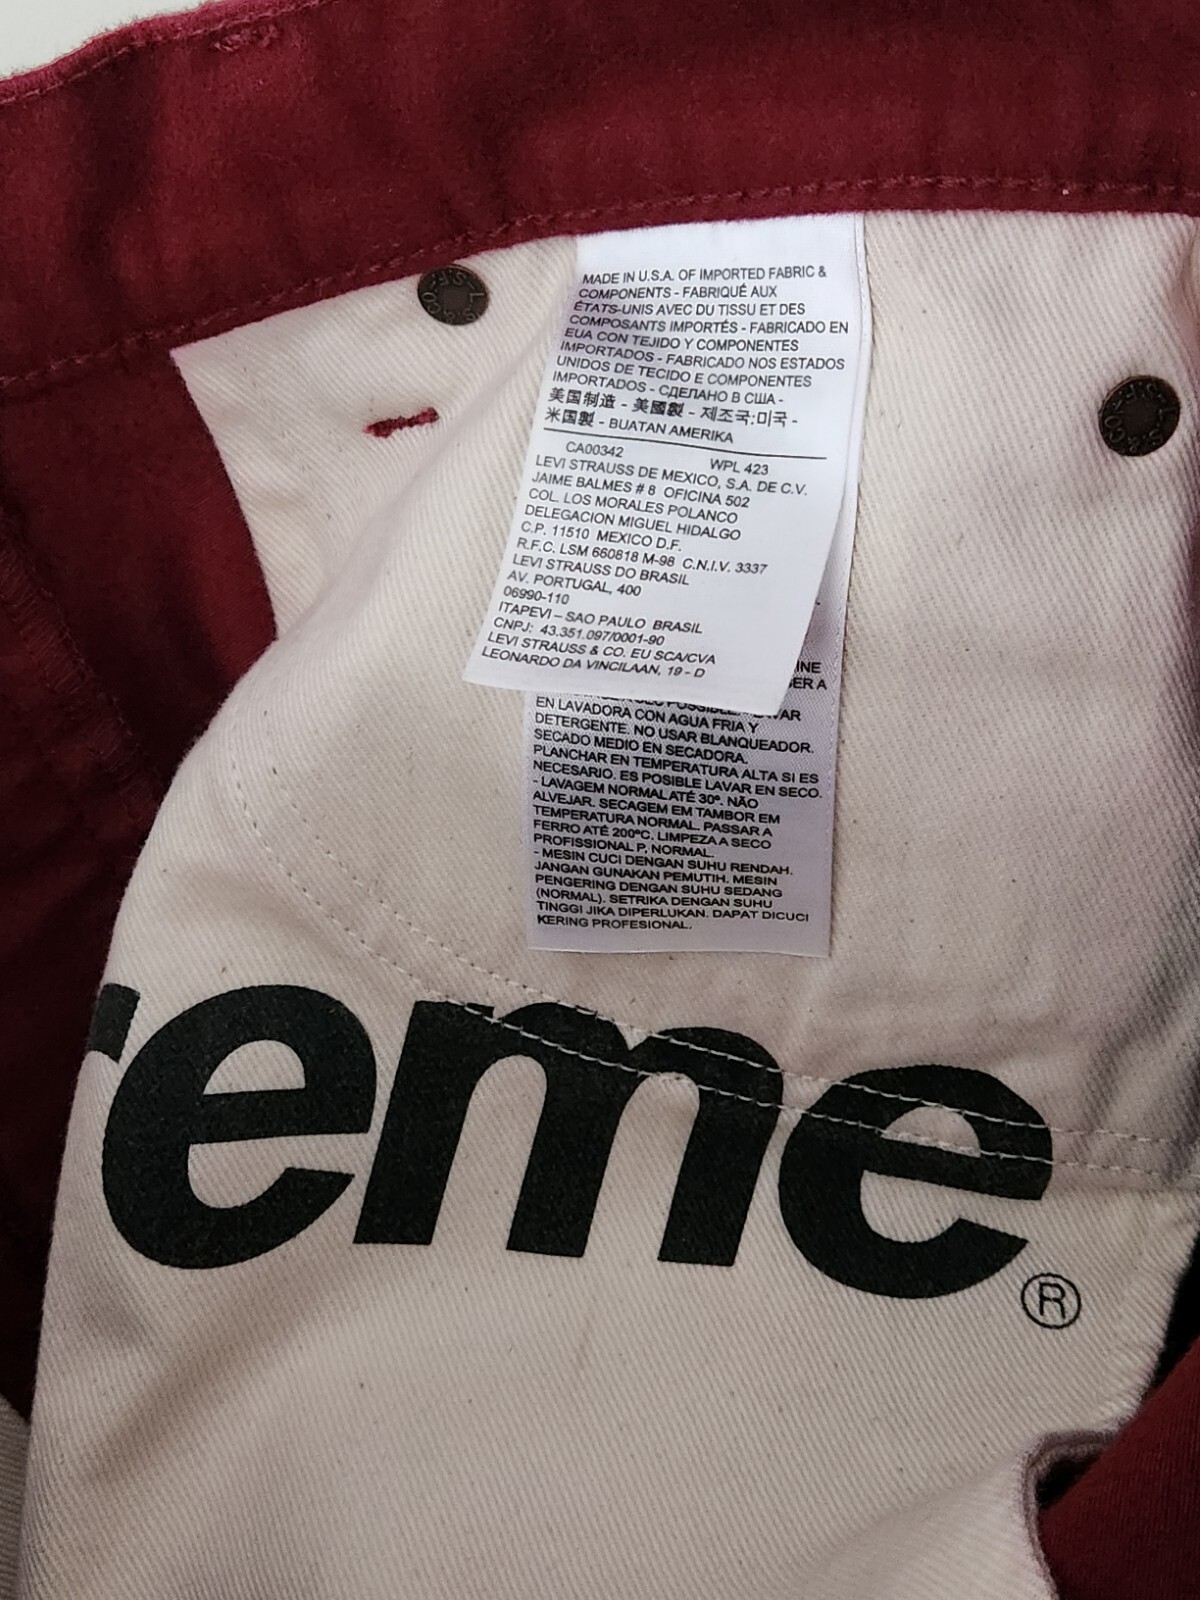 MADE IN U.S.A. OF IMPORTED FABRIC &
COMPONENTS - FABRIQUÉ AUX
ÉTATS-UNIS AVEC DU TISSU ET DES
COMPOSANTS IMPORTÉS - FABRICADO EN
EUA CON TEJIDO Y COMPONENTES
IMPORTADOS - FABRICADO NOS ESTADOS
UNIDOS DE TECIDO E COMPONENTES
IMPORTADOS - СДЕЛАНО В США -
美国制造 - 美國製 - 제조국:미국 -
米国製 - BUATAN AMERIKA
CA00342 WPL 423
LEVI STRAUSS DE MEXICO, S.A. DE C.V.
JAIME BALMES # 8 OFICINA 502
COL. LOS MORALES POLANCO
DELEGACION MIGUEL HIDALGO
C.P. 11510 MEXICO D.F.
R.F.C. LSM 660818 M-98 C.N.I.V. 3337
LEVI STRAUSS DO BRASIL
AV. PORTUGAL, 400
06990-110
ITAPEVI – SAO PAULO BRASIL
CNPJ: 43.351.097/0001-90
LEVI STRAUSS & CO. EU SCA/CVA
LEONARDO DA VINCILAAN, 19 - D
EN LAVADORA CON AGUA FRIA Y
DETERGENTE. NO USAR BLANQUEADOR.
SECADO MEDIO EN SECADORA.
PLANCHAR EN TEMPERATURA ALTA SI ES
NECESARIO. ES POSIBLE LAVAR EN SECO.
- LAVAGEM NORMAL ATÉ 30º. NÃO
ALVEJAR. SECAGEM EM TAMBOR EM
TEMPERATURA NORMAL. PASSAR A
FERRO ATÉ 200ºC. LIMPEZA A SECO
PROFISSIONAL P, NORMAL.
- MESIN CUCI DENGAN SUHU RENDAH.
JANGAN GUNAKAN PEMUTIH. MESIN
PENGERING DENGAN SUHU SEDANG
(NORMAL). SETRIKA DENGAN SUHU
TINGGI JIKA DIPERLUKAN. DAPAT DICUCI
KERING PROFESIONAL.
reme®